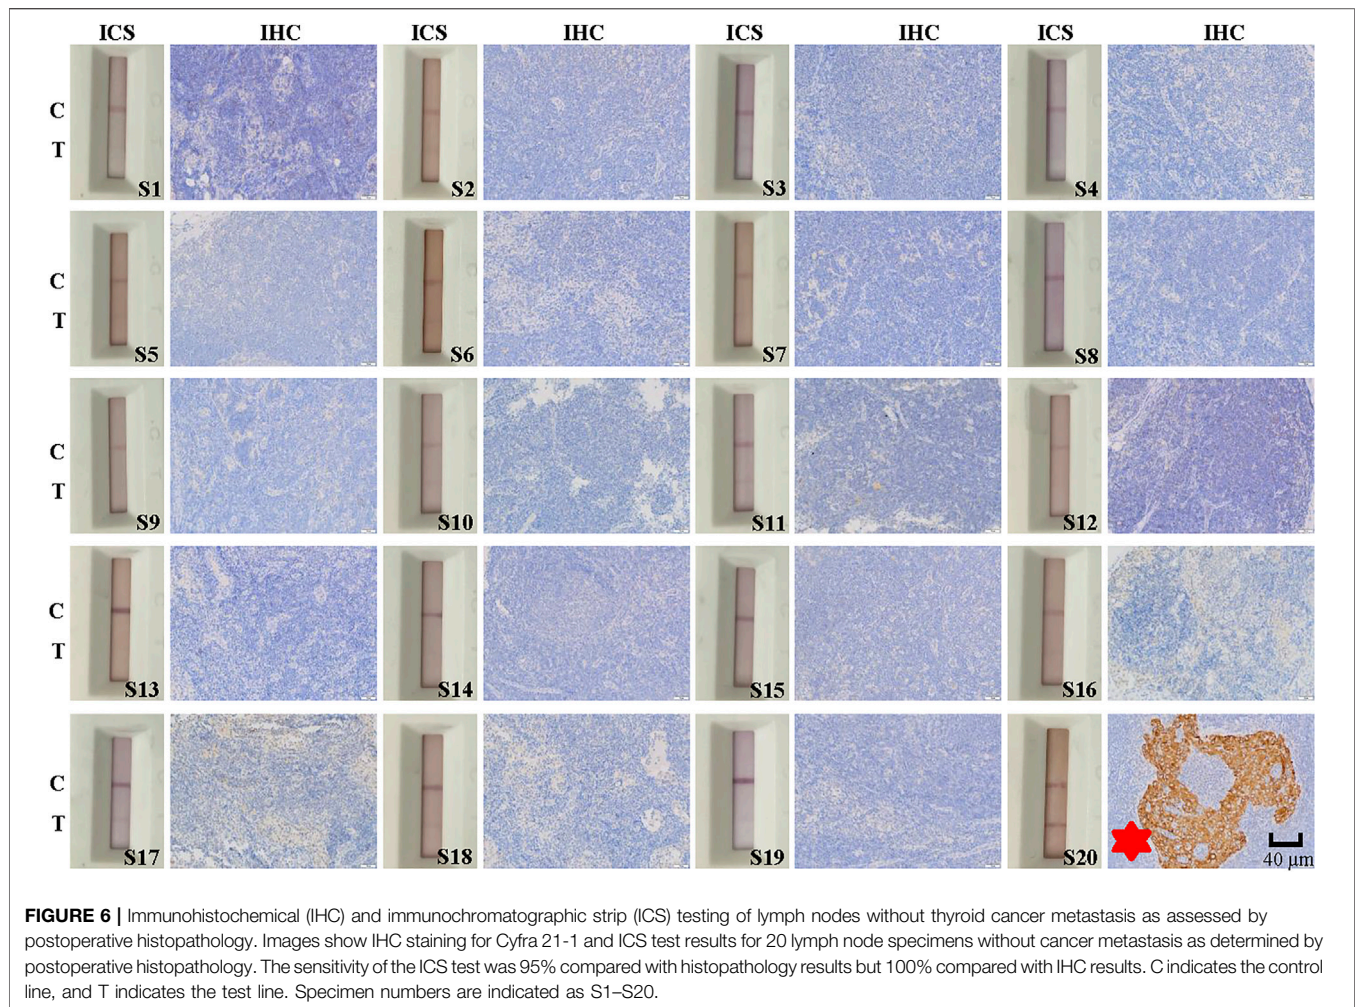 ICS IHC ICS IHC ICS IHC ICS IHC
C
T
S1 S2 S3 S4
C
T
S5 S6 S7 S8
C
T
S9 S10 S11 S12
C
T
S13 S14 S15 S16
C
T
S17 S18 S19 S20
40 µm
FIGURE 6 | Immunohistochemical (IHC) and immunochromatographic strip (ICS) testing of lymph nodes without thyroid cancer metastasis as assessed by
postoperative histopathology. Images show IHC staining for Cyfra 21-1 and ICS test results for 20 lymph node specimens without cancer metastasis as determined by
postoperative histopathology. The sensitivity of the ICS test was 95% compared with histopathology results but 100% compared with IHC results. C indicates the control
line, and T indicates the test line. Specimen numbers are indicated as S1–S20.